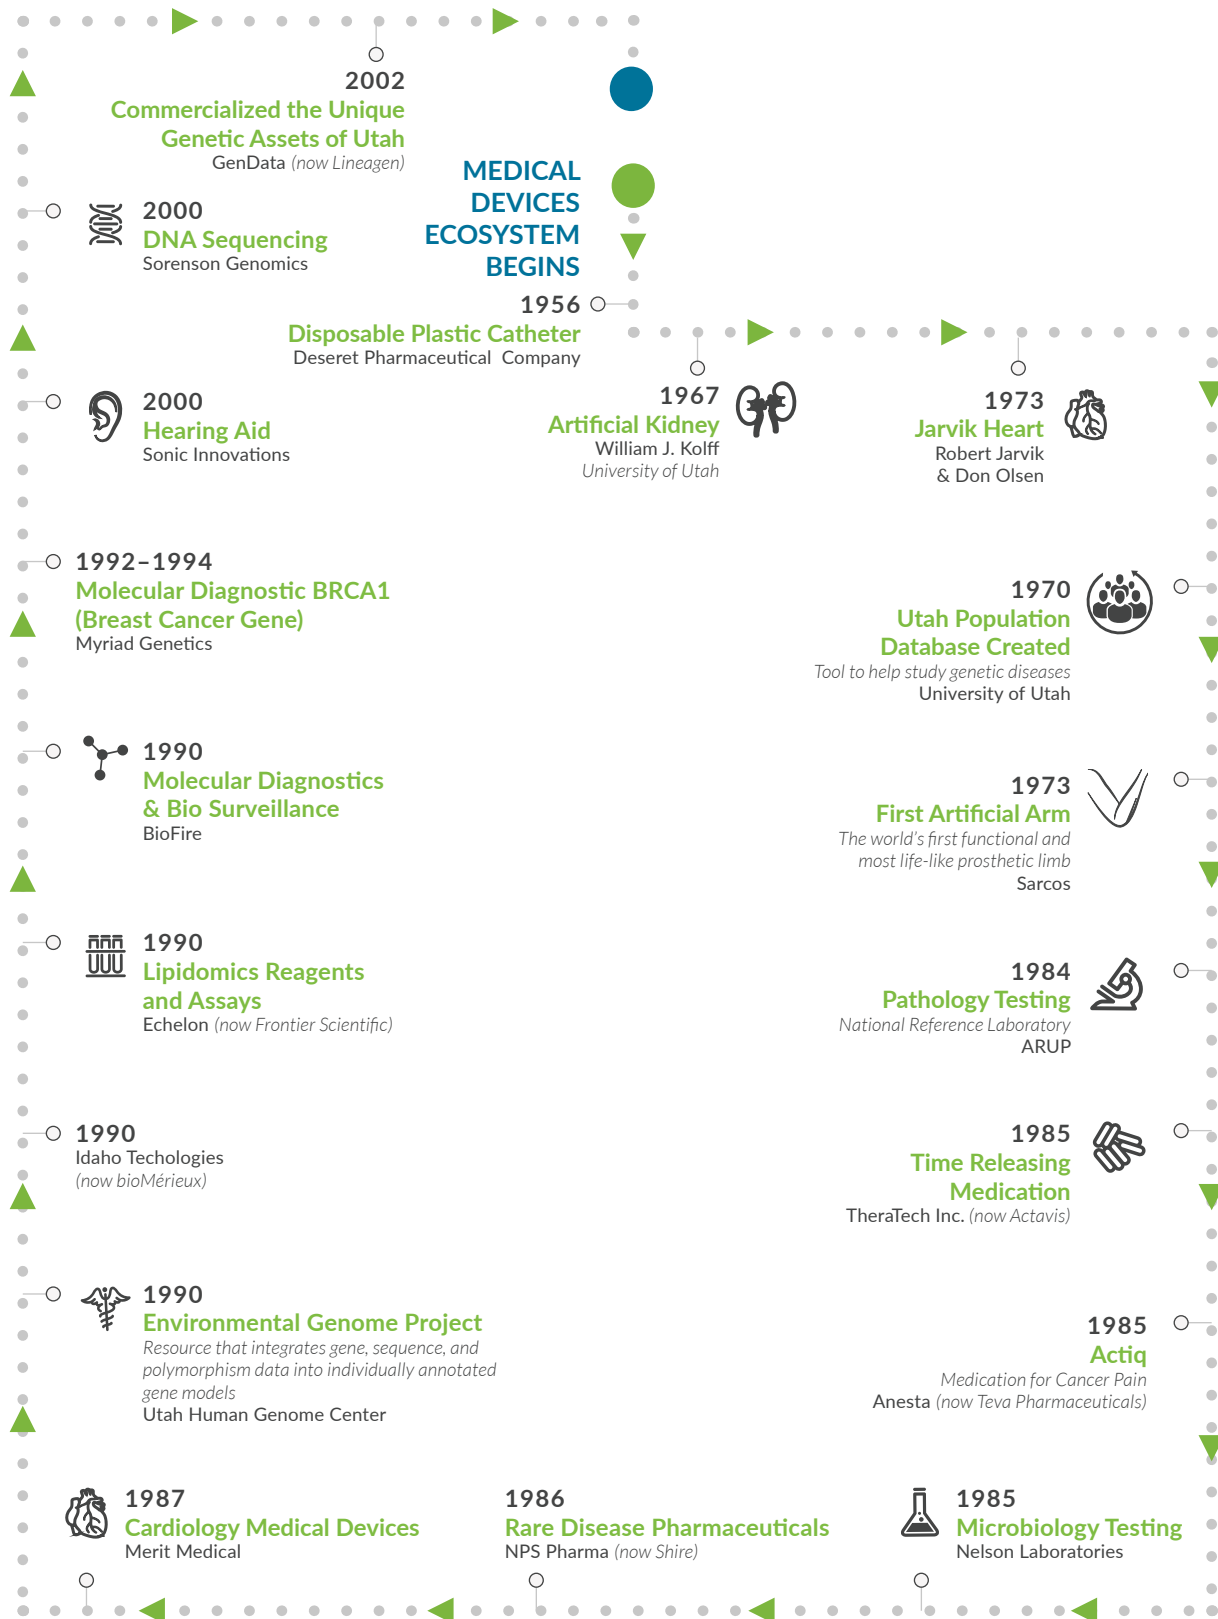 MEDICAL
DEVICES
ECOSYSTEM
BEGINS
1956
Disposable Plastic Catheter
Deseret Pharmaceutical Company
1967
Artificial Kidney
William J. Kolff
University of Utah
1973
Jarvik Heart
Robert Jarvik
& Don Olsen
1970
Utah Population
Database Created
Tool to help study genetic diseases
University of Utah
1973
First Artificial Arm
The world's first functional and
most life-like prosthetic limb
Sarcos
1984
Pathology Testing
National Reference Laboratory
ARUP
1985
Time Releasing
Medication
TheraTech Inc. (now Actavis)
1985
Actiq
Medication for Cancer Pain
Anesta (now Teva Pharmaceuticals)
1985
Microbiology Testing
Nelson Laboratories
1986
Rare Disease Pharmaceuticals
NPS Pharma (now Shire)
1987
Cardiology Medical Devices
Merit Medical
1990
Environmental Genome Project
Resource that integrates gene, sequence, and
polymorphism data into individually annotated
gene models
Utah Human Genome Center
1990
Idaho Techologies
(now bioMérieux)
1990
Lipidomics Reagents
and Assays
Echelon (now Frontier Scientific)
1990
Molecular Diagnostics
& Bio Surveillance
BioFire
1992–1994
Molecular Diagnostic BRCA1
(Breast Cancer Gene)
Myriad Genetics
2000
Hearing Aid
Sonic Innovations
2000
DNA Sequencing
Sorenson Genomics
2002
Commercialized the Unique
Genetic Assets of Utah
GenData (now Lineagen)